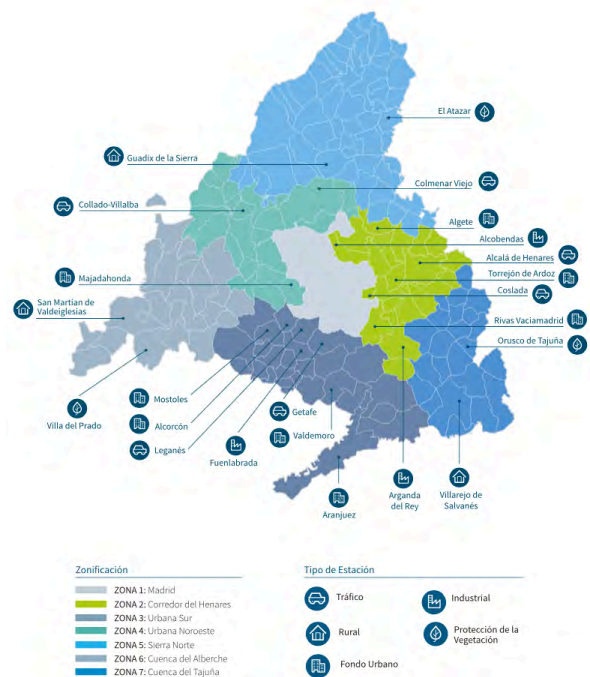 El Atazar
Guadix de la Sierra
Colmenar Viejo
Collado-Villalba
Algete
Alcobendas
Alcalá de Henares
Torrejón de Ardoz
Majadahonda
Coslada
San Martían de
Valdeiglesias
Rivas Vaciamadrid
Orusco de Tajuña
Mostoles
Villa del Prado
Alcorcón
Getafe
Leganés
Valdemoro
Fuenlabrada
Aranjuez
Arganda
del Rey
Villarejo de
Salvanés
Zonificación
ZONA 1: Madrid
ZONA 2: Corredor del Henares
ZONA 3: Urbana Sur
ZONA 4: Urbana Noroeste
ZONA 5: Sierra Norte
ZONA 6: Cuenca del Alberche
ZONA 7: Cuenca del Tajuña
Tipo de Estación
Tráfico
Industrial
Rural
Protección de la
Vegetación
Fondo Urbano